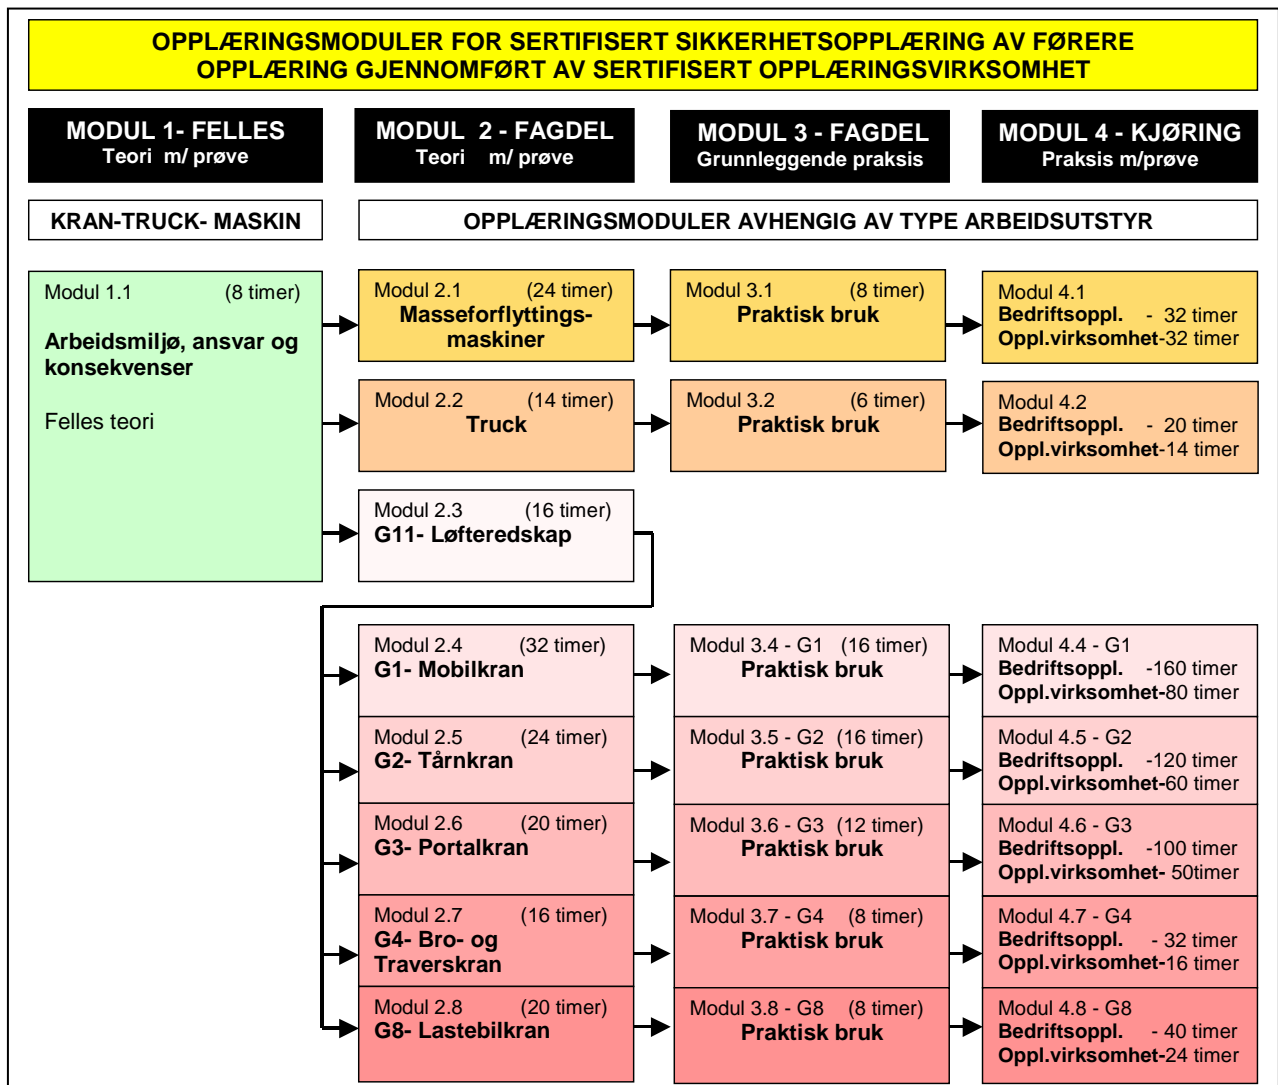 OPPLÆRINGSMODULER FOR SERTIFISERT SIKKERHETSOPPLÆRING AV FØRERE
OPPLÆRING GJENNOMFØRT AV SERTIFISERT OPPLÆRINGSVIRKSOMHET
MODUL 1- FELLES
Teori m/ prøve
MODUL 2 - FAGDEL
Teori m/ prøve
MODUL 3 - FAGDEL
Grunnleggende praksis
MODUL 4 - KJØRING
Praksis m/prøve
KRAN-TRUCK- MASKIN
OPPLÆRINGSMODULER AVHENGIG AV TYPE ARBEIDSUTSTYR
Modul 1.1 (8 timer)
Arbeidsmiljø, ansvar og
konsekvenser
Felles teori
Modul 2.1 (24 timer)
Masseforflyttings-
maskiner
Modul 3.1 (8 timer)
Praktisk bruk
Modul 4.1
Bedriftsoppl. - 32 timer
Oppl.virksomhet-32 timer
Modul 2.2 (14 timer)
Truck
Modul 3.2 (6 timer)
Praktisk bruk
Modul 4.2
Bedriftsoppl. - 20 timer
Oppl.virksomhet-14 timer
Modul 2.3 (16 timer)
G11- Løfteredskap
Modul 2.4 (32 timer)
G1- Mobilkran
Modul 3.4 - G1 (16 timer)
Praktisk bruk
Modul 4.4 - G1
Bedriftsoppl. -160 timer
Oppl.virksomhet-80 timer
Modul 2.5 (24 timer)
G2- Tårnkran
Modul 3.5 - G2 (16 timer)
Praktisk bruk
Modul 4.5 - G2
Bedriftsoppl. -120 timer
Oppl.virksomhet-60 timer
Modul 2.6 (20 timer)
G3- Portalkran
Modul 3.6 - G3 (12 timer)
Praktisk bruk
Modul 4.6 - G3
Bedriftsoppl. -100 timer
Oppl.virksomhet- 50timer
Modul 2.7 (16 timer)
G4- Bro- og
Traverskran
Modul 3.7 - G4 (8 timer)
Praktisk bruk
Modul 4.7 - G4
Bedriftsoppl. - 32 timer
Oppl.virksomhet-16 timer
Modul 2.8 (20 timer)
G8- Lastebilkran
Modul 3.8 - G8 (8 timer)
Praktisk bruk
Modul 4.8 - G8
Bedriftsoppl. - 40 timer
Oppl.virksomhet-24 timer